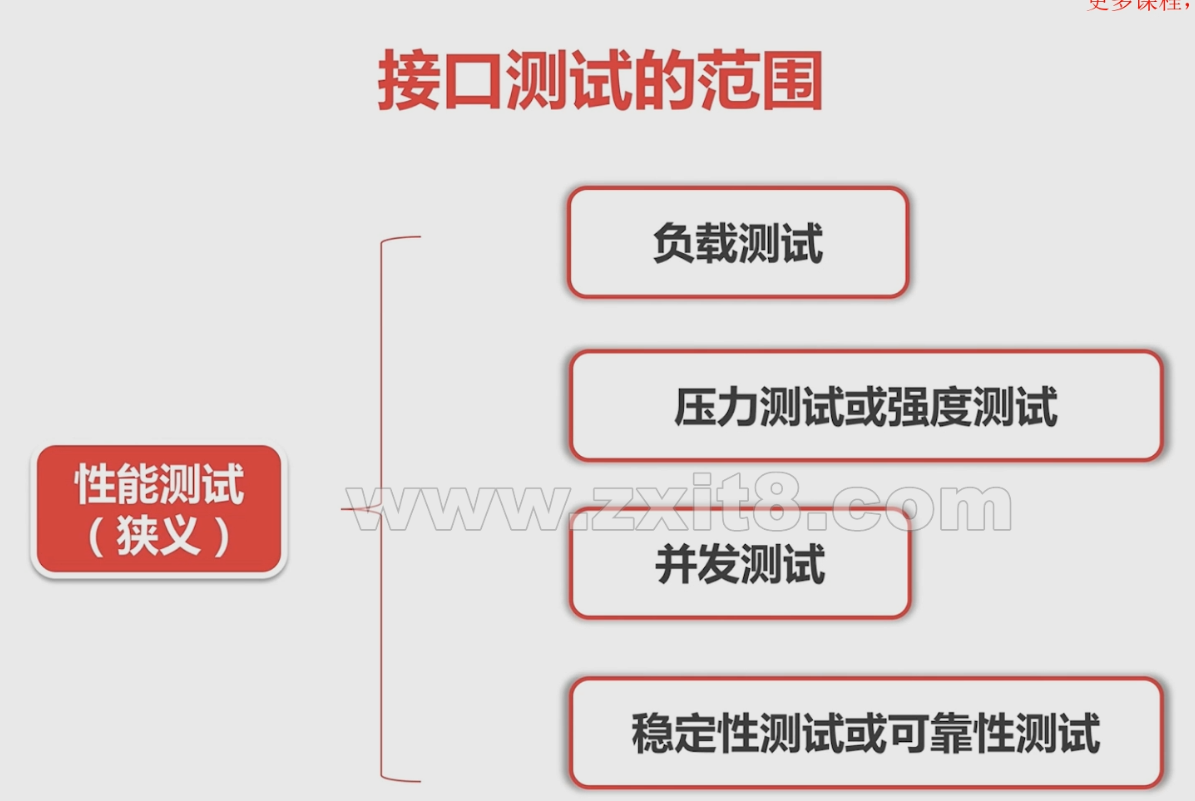 更多课程，
接口测试的范围
负载测试
压力测试或强度测试
性能测试
（狭义）
www.zxit8.com
并发测试
稳定性测试或可靠性测试